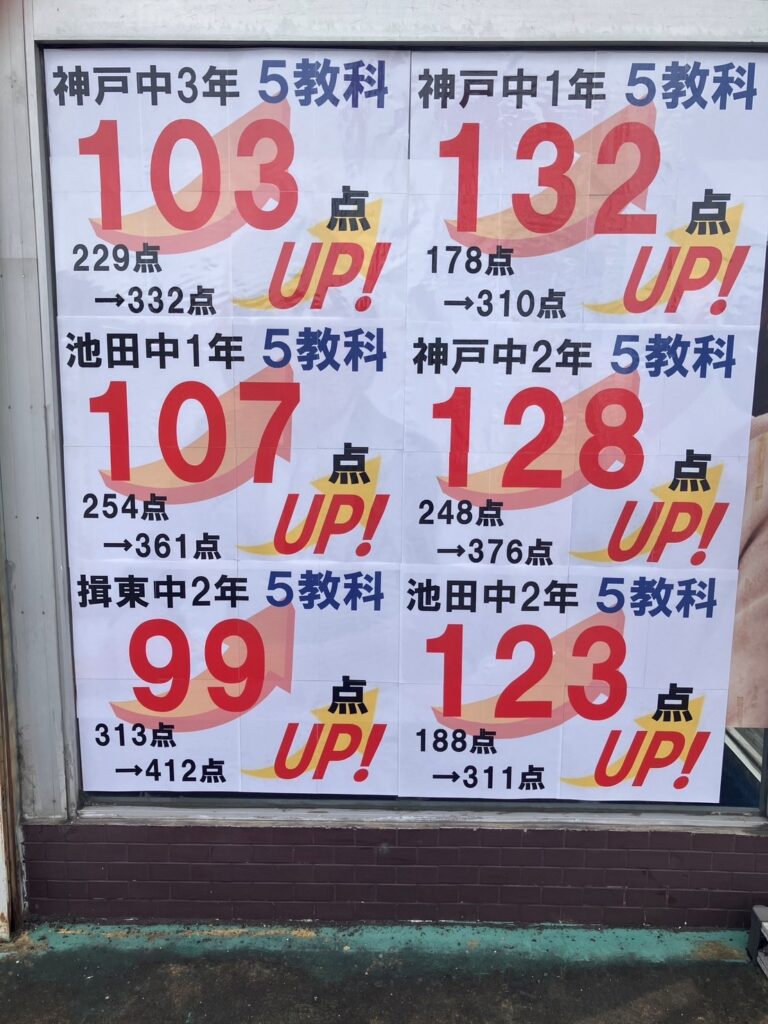 神戸中3年 5教科
103
点
UP!
229点
→332点
神戸中1年 5教科
132
点
UP!
178点
→310点
池田中1年 5教科
107
点
UP!
254点
→361点
神戸中2年 5教科
128
点
UP!
248点
→376点
揖東中2年 5教科
99
点
UP!
313点
→412点
池田中2年 5教科
123
点
UP!
188点
→311点